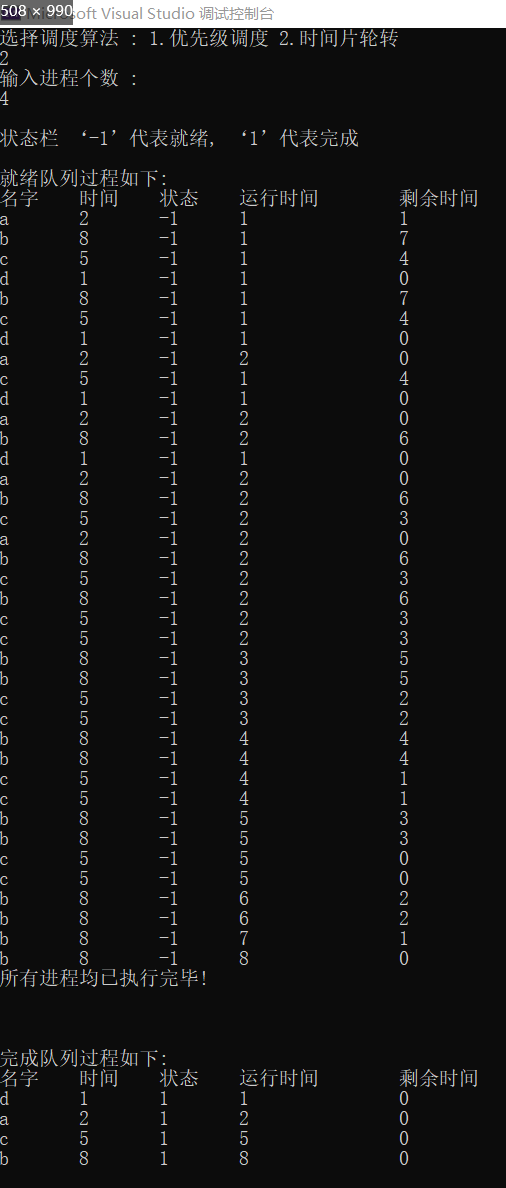 508 × 990
Microsoft Visual Studio 调试控制台
选择调度算法 : 1.优先级调度 2.时间片轮转
2
输入进程个数 :
4
状态栏 ‘-1’代表就绪, ‘1’代表完成
就绪队列过程如下:
名字 时间 状态 运行时间 剩余时间
a 2 -1 1 1
b 8 -1 1 7
c 5 -1 1 4
d 1 -1 1 0
b 8 -1 1 7
c 5 -1 1 4
d 1 -1 1 0
a 2 -1 2 0
c 5 -1 1 4
d 1 -1 1 0
a 2 -1 2 0
b 8 -1 2 6
d 1 -1 1 0
a 2 -1 2 0
b 8 -1 2 6
c 5 -1 2 3
a 2 -1 2 0
b 8 -1 2 6
c 5 -1 2 3
b 8 -1 2 6
c 5 -1 2 3
c 5 -1 2 3
b 8 -1 3 5
b 8 -1 3 5
c 5 -1 3 2
c 5 -1 3 2
b 8 -1 4 4
b 8 -1 4 4
c 5 -1 4 1
c 5 -1 4 1
b 8 -1 5 3
b 8 -1 5 3
c 5 -1 5 0
c 5 -1 5 0
b 8 -1 6 2
b 8 -1 6 2
b 8 -1 7 1
b 8 -1 8 0
所有进程均已执行完毕!
完成队列过程如下:
名字 时间 状态 运行时间 剩余时间
d 1 1 1 0
a 2 1 2 0
c 5 1 5 0
b 8 1 8 0